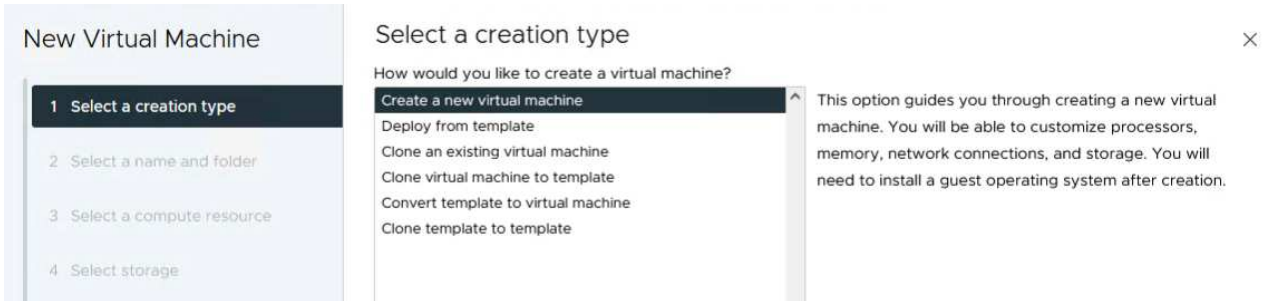 New Virtual Machine
1 Select a creation type
2 Select a name and folder
3 Select a compute resource
4 Select storage
Select a creation type
How would you like to create a virtual machine?
Create a new virtual machine
Deploy from template
Clone an existing virtual machine
Clone virtual machine to template
Convert template to virtual machine
Clone template to template
This option guides you through creating a new virtual
machine. You will be able to customize processors,
memory, network connections, and storage. You will
need to install a guest operating system after creation.